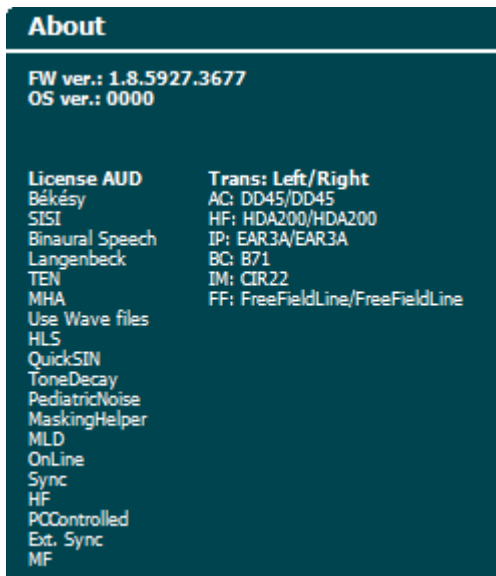 About
FW ver.: 1.8.5927.3677
OS ver.: 0000
License AUD
Békésy
SISI
Binaural Speech
Langenbeck
TEN
MHA
Use Wave files
HLS
QuickSIN
ToneDecay
PediatricNoise
MaskingHelper
MLD
OnLine
Sync
HF
PCControlled
Ext. Sync
MF
Trans: Left/Right
AC: DD45/DD45
HF: HDA200/HDA200
IP: EAR3A/EAR3A
BC: B71
IM: CIR22
FF: FreeFieldLine/FreeFieldLine